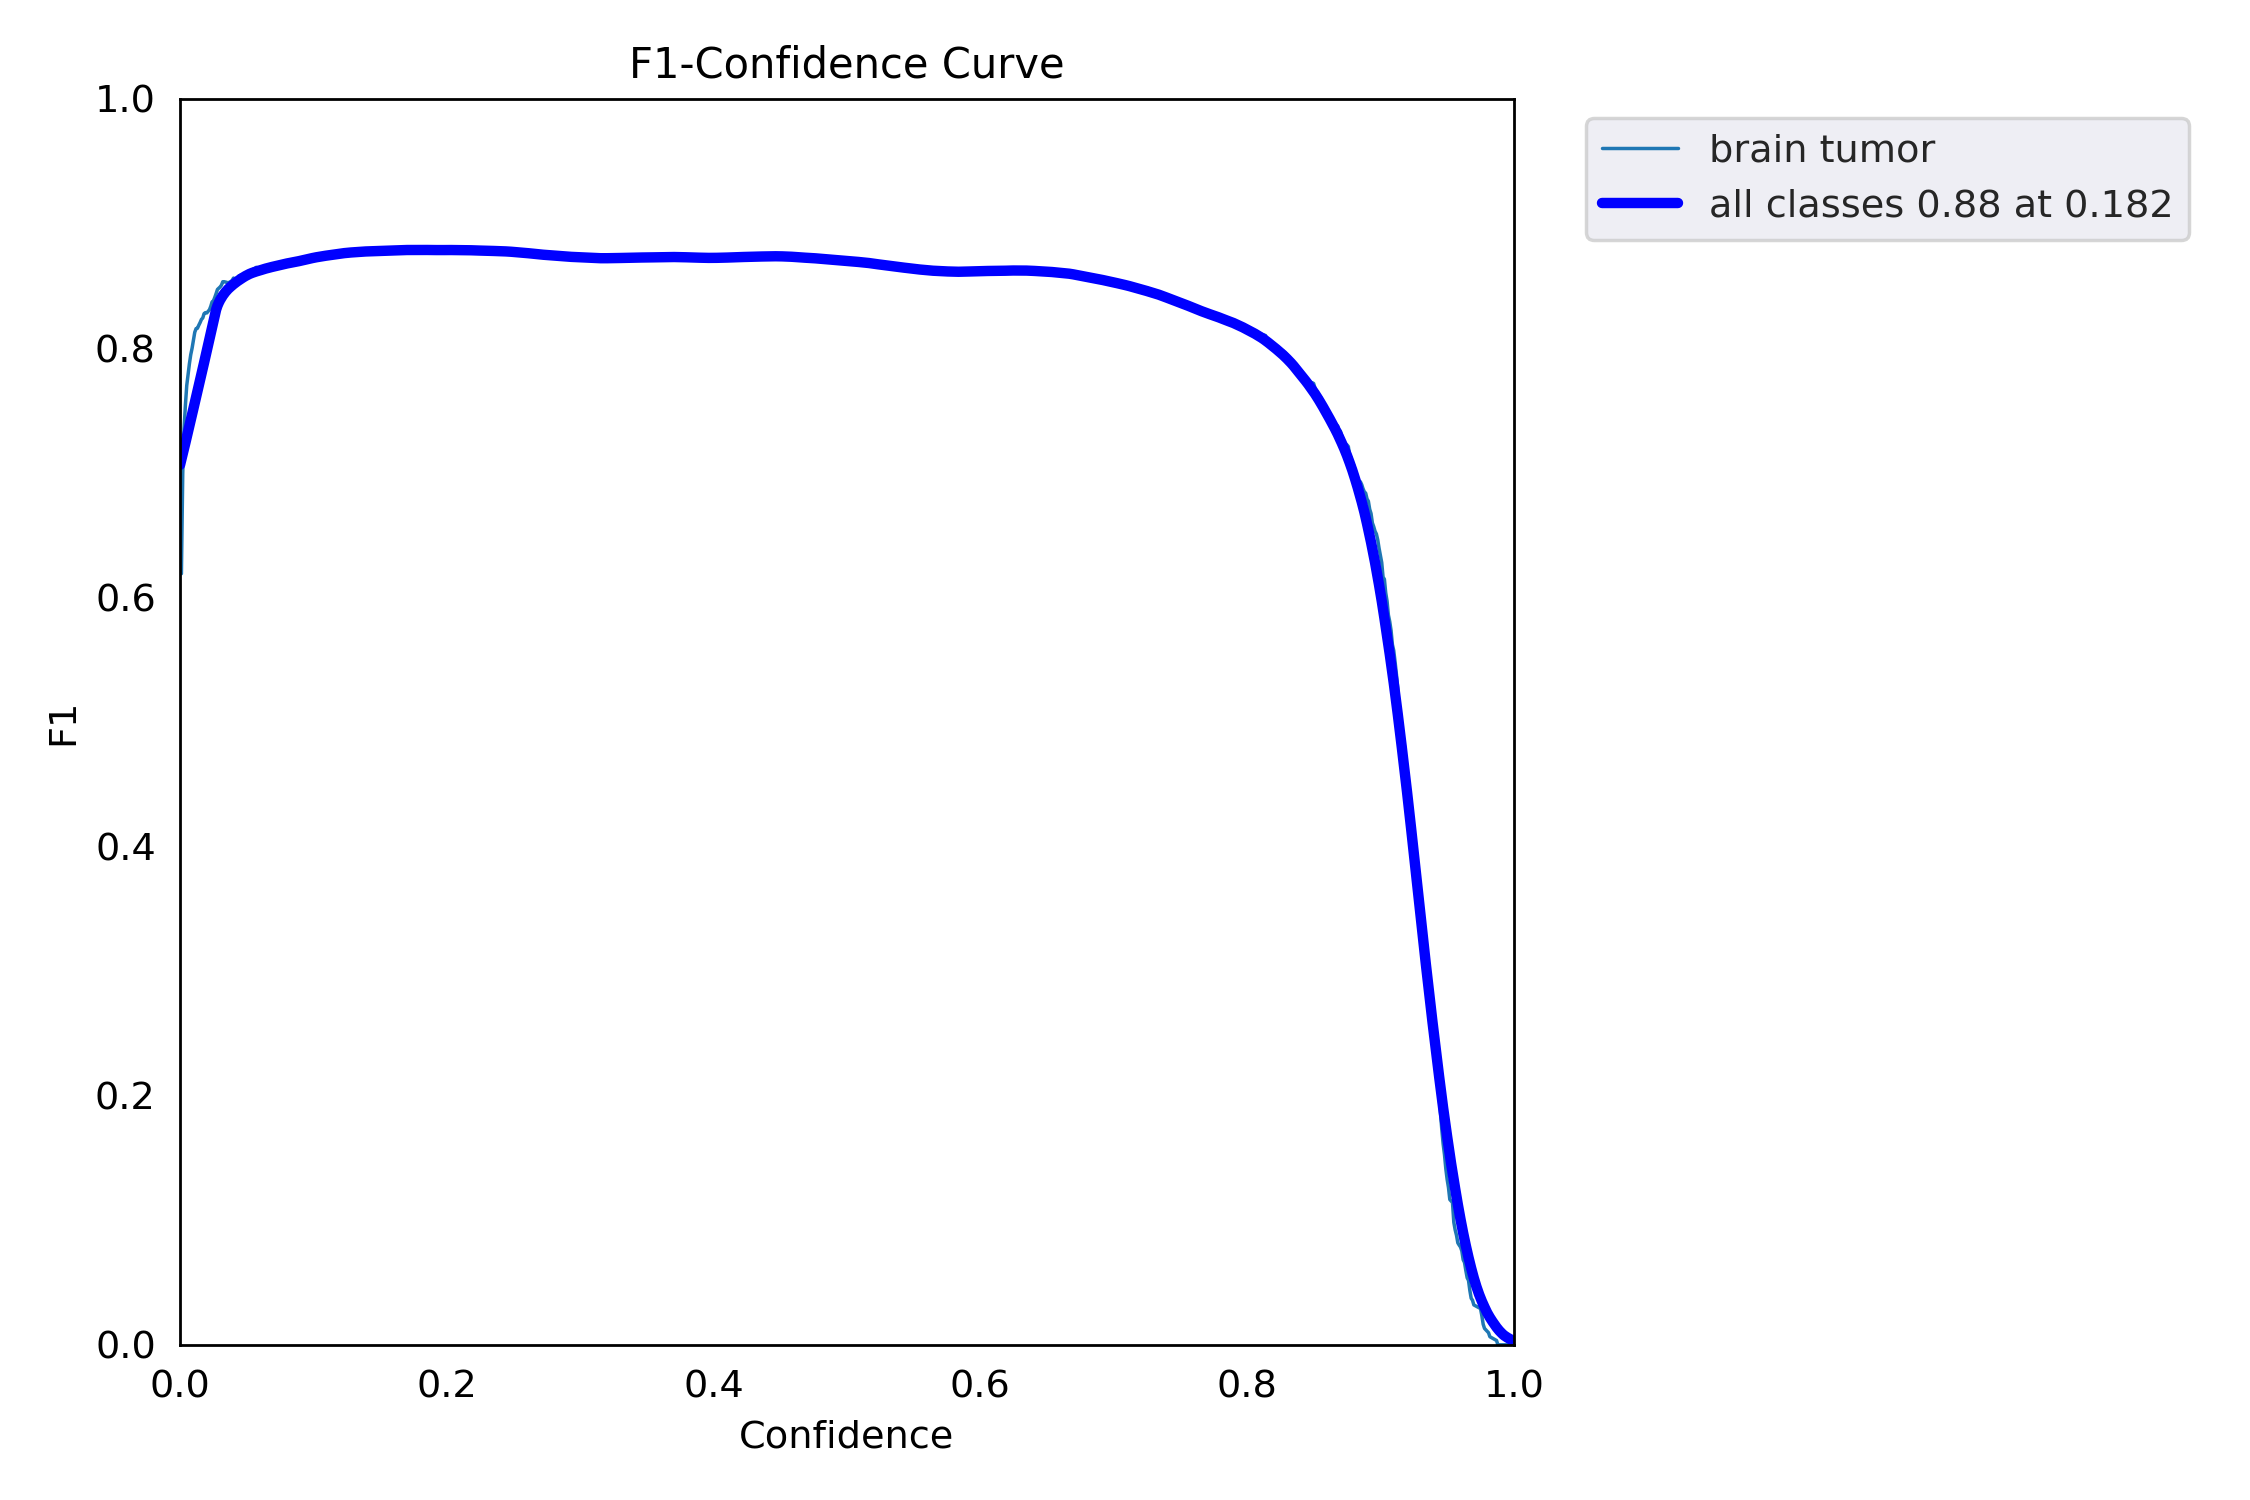 F1-Confidence Curve
1.0
0.8
0.6
0.4
0.2
0.0
F1
0.0 0.2 0.4 0.6 0.8 1.0
Confidence
brain tumor
all classes 0.88 at 0.182